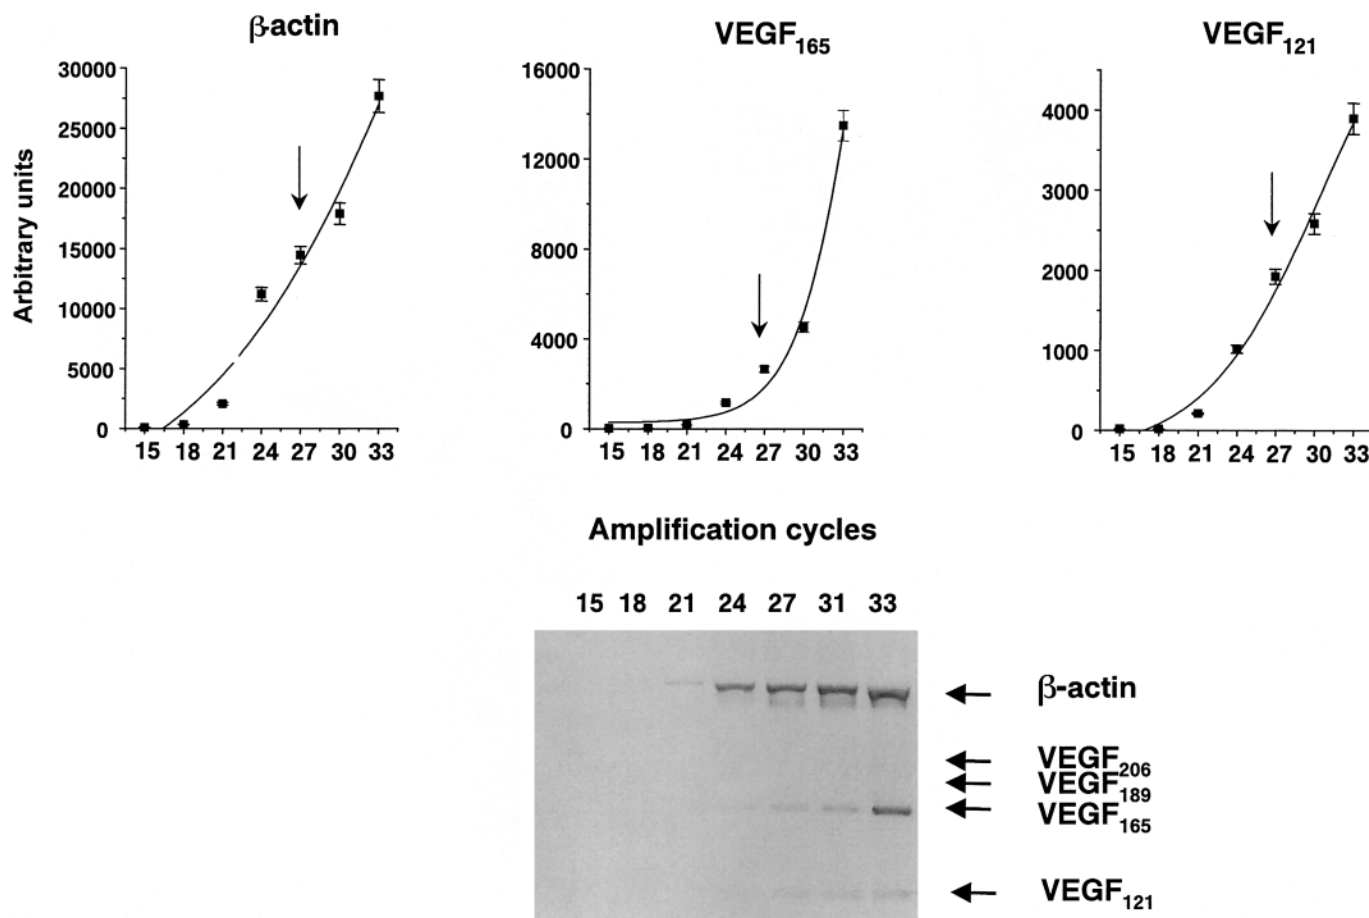 β-actin
VEGF165
VEGF121
Arbitrary units
30000
25000
20000
15000
10000
5000
0
15 18 21 24 27 30 33
16000
12000
8000
4000
0
15 18 21 24 27 30 33
4000
3000
2000
1000
0
15 18 21 24 27 30 33
Amplification cycles
15 18 21 24 27 31 33
β-actin
VEGF206
VEGF189
VEGF165
VEGF121